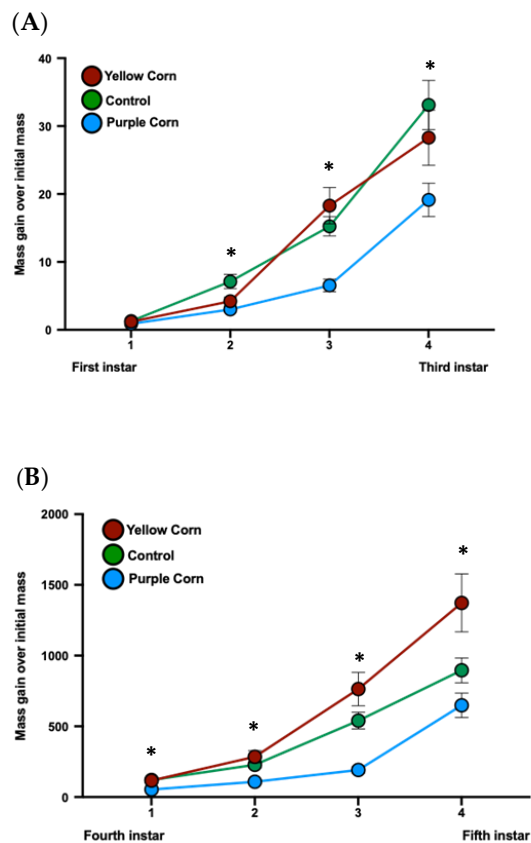 (A)
Mass gain over initial mass
40
30
20
10
0
Yellow Corn
Control
Purple Corn
*
*
*
1
2
3
4
First instar
Third instar
(B)
Mass gain over initial mass
2000
1500
1000
500
0
Yellow Corn
Control
Purple Corn
*
*
*
*
1
2
3
4
Fourth instar
Fifth instar